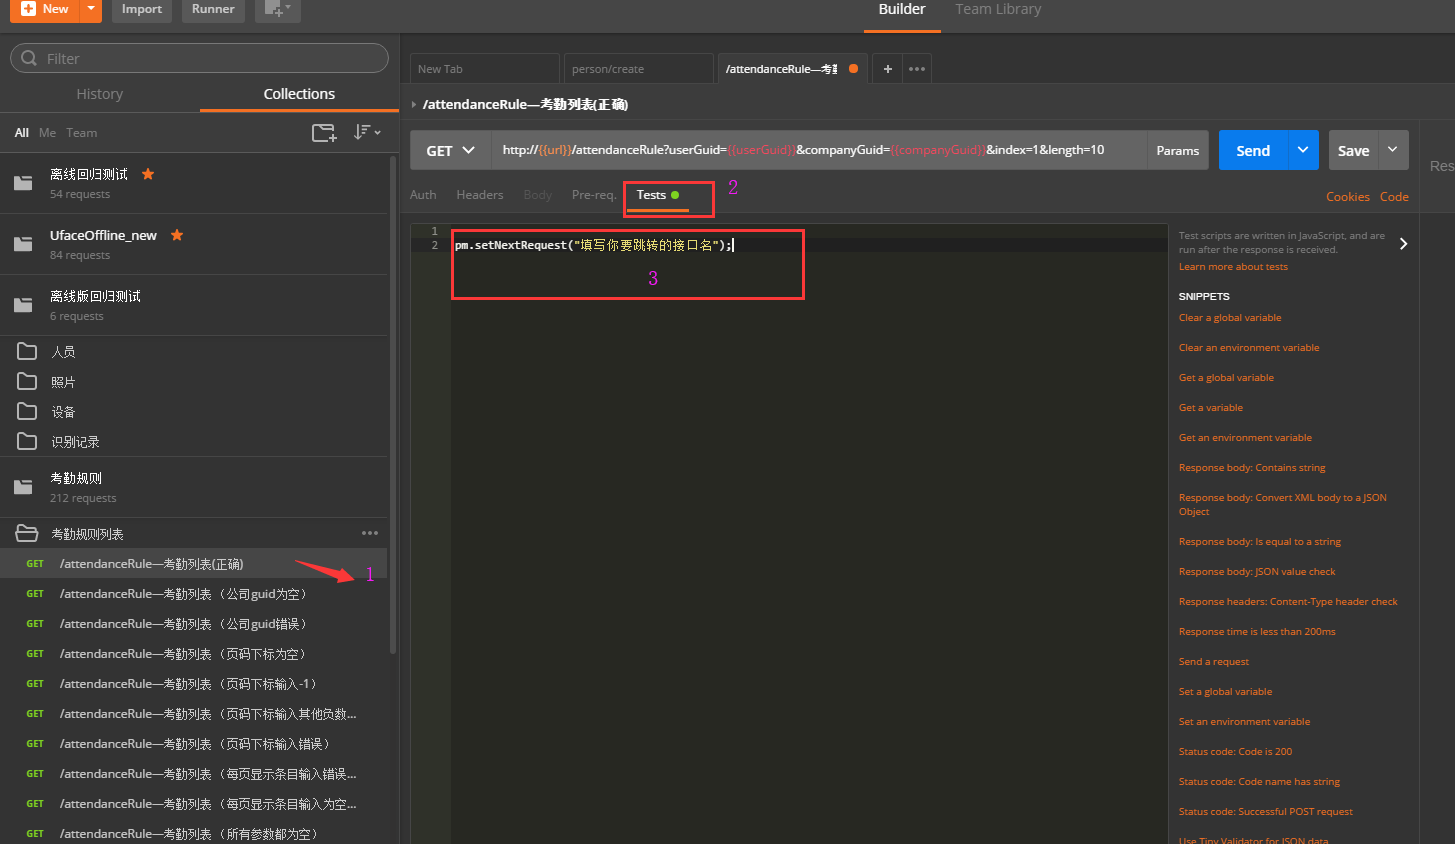 New
Import
Runner
Builder
Team Library
Filter
History
Collections
All
Me
Team
离线回归测试
54 requests
UfaceOffline_new
84 requests
离线版回归测试
6 requests
人员
照片
设备
识别记录
考勤规则
212 requests
考勤规则列表
GET /attendanceRule—考勤列表(正确)
1
GET /attendanceRule—考勤列表（公司guid为空）
GET /attendanceRule—考勤列表（公司guid错误）
GET /attendanceRule—考勤列表（页码下标为空）
GET /attendanceRule—考勤列表（页码下标输入-1）
GET /attendanceRule—考勤列表（页码下标输入其他负数...
GET /attendanceRule—考勤列表（页码下标输入错误）
GET /attendanceRule—考勤列表（每页显示条目输入错误...
GET /attendanceRule—考勤列表（每页显示条目输入为空...
GET /attendanceRule—考勤列表（所有参数都为空）
New Tab
person/create
/attendanceRule—考勤
/attendanceRule—考勤列表(正确)
GET
http://{{url}}/attendanceRule?userGuid={{userGuid}}&companyGuid={{companyGuid}}&index=1&length=10
Params
Send
Save
Res
Auth
Headers
Body
Pre-req.
Tests
2
Cookies
Code
1
2 pm.setNextRequest("填写你要跳转的接口名");
3
Test scripts are written in JavaScript, and are
run after the response is received.
Learn more about tests
SNIPPETS
Clear a global variable
Clear an environment variable
Get a global variable
Get a variable
Get an environment variable
Response body: Contains string
Response body: Convert XML body to a JSON
Object
Response body: Is equal to a string
Response body: JSON value check
Response headers: Content-Type header check
Response time is less than 200ms
Send a request
Set a global variable
Set an environment variable
Status code: Code is 200
Status code: Code name has string
Status code: Successful POST request
Use Tiny Validator for JSON data